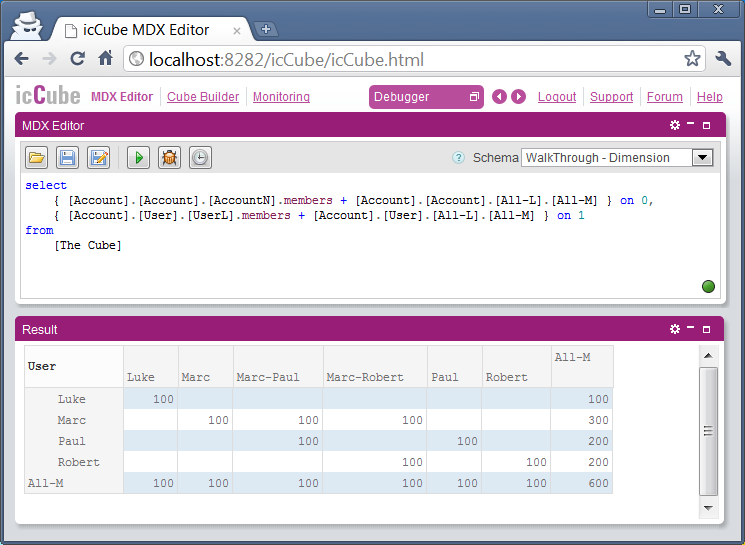 icCube MDX Editor
localhost:8282/icCube/icCube.html
icCube MDX Editor Cube Builder Monitoring Debugger Logout Support Forum Help
MDX Editor
? Schema WalkThrough - Dimension
select
{ [Account].[Account].[AccountN].members + [Account].[Account].[All-L].[All-M] } on 0,
{ [Account].[User].[UserL].members + [Account].[User].[All-L].[All-M] } on 1
from
[The Cube]
Result
User Luke Marc Marc-Paul Marc-Robert Paul Robert All-M
Luke 100 100
Marc 100 100 100 300
Paul 100 100 200
Robert 100 100 200
All-M 100 100 100 100 100 100 600